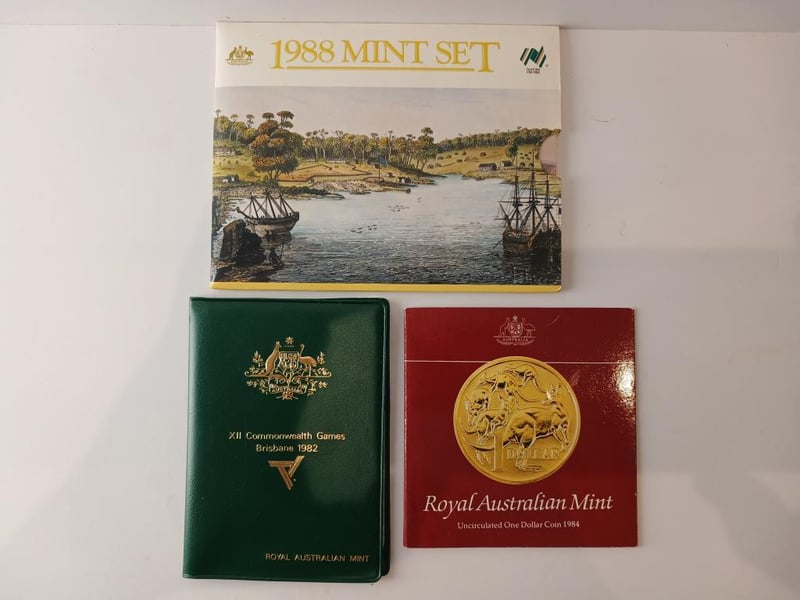 1988 MINT SET
XII Commonwealth Games
Brisbane 1982
ROYAL AUSTRALIAN MINT
AUSTRALIA
1 DOLLAR
Royal Australian Mint
Uncirculated One Dollar Coin 1984